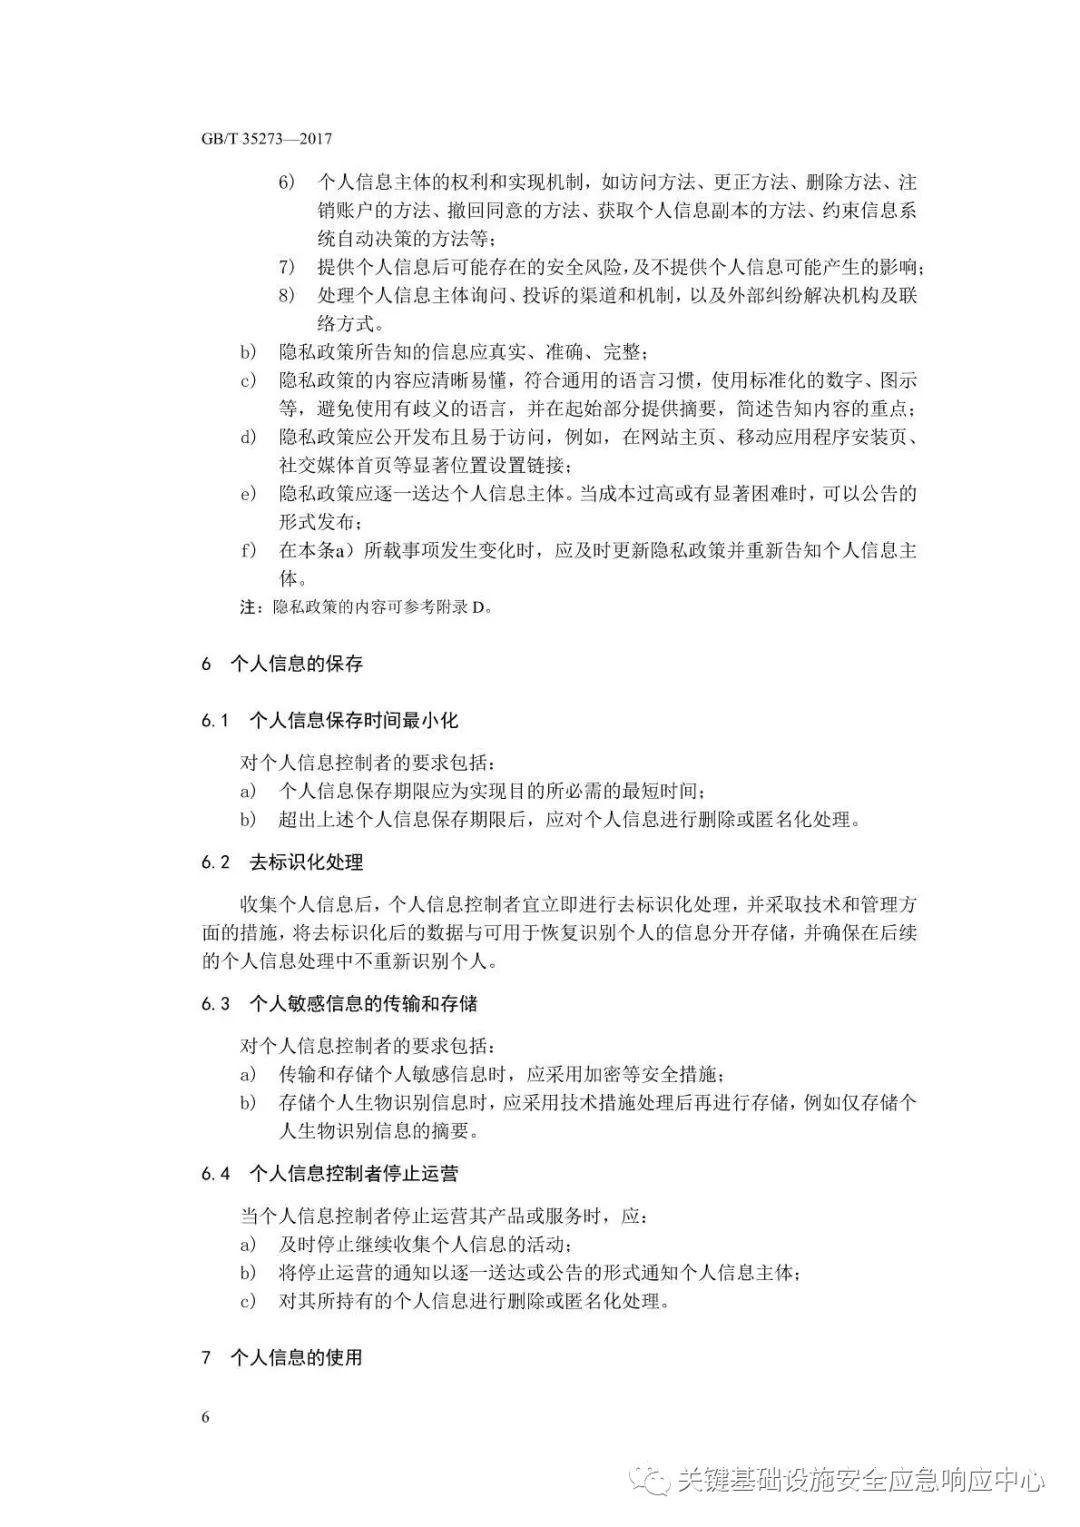 GB/T 35273—2017
6) 个人信息主体的权利和实现机制，如访问方法、更正方法、删除方法、注
销账户的方法、撤回同意的方法、获取个人信息副本的方法、约束信息系
统自动决策的方法等；
7) 提供个人信息后可能存在的安全风险，及不提供个人信息可能产生的影响；
8) 处理个人信息主体询问、投诉的渠道和机制，以及外部纠纷解决机构及联
络方式。
b) 隐私政策所告知的信息应真实、准确、完整；
c) 隐私政策的内容应清晰易懂，符合通用的语言习惯，使用标准化的数字、图示
等，避免使用有歧义的语言，并在起始部分提供摘要，简述告知内容的重点；
d) 隐私政策应公开发布且易于访问，例如，在网站主页、移动应用程序安装页、
社交媒体首页等显著位置设置链接；
e) 隐私政策应逐一送达个人信息主体。当成本过高或有显著困难时，可以公告的
形式发布；
f) 在本条a）所载事项发生变化时，应及时更新隐私政策并重新告知个人信息主
体。
注：隐私政策的内容可参考附录 D。
6 个人信息的保存
6.1 个人信息保存时间最小化
对个人信息控制者的要求包括：
a) 个人信息保存期限应为实现目的所必需的最短时间；
b) 超出上述个人信息保存期限后，应对个人信息进行删除或匿名化处理。
6.2 去标识化处理
收集个人信息后，个人信息控制者宜立即进行去标识化处理，并采取技术和管理方
面的措施，将去标识化后的数据与可用于恢复识别个人的信息分开存储，并确保在后续
的个人信息处理中不重新识别个人。
6.3 个人敏感信息的传输和存储
对个人信息控制者的要求包括：
a) 传输和存储个人敏感信息时，应采用加密等安全措施；
b) 存储个人生物识别信息时，应采用技术措施处理后再进行存储，例如仅存储个
人生物识别信息的摘要。
6.4 个人信息控制者停止运营
当个人信息控制者停止运营其产品或服务时，应：
a) 及时停止继续收集个人信息的活动；
b) 将停止运营的通知以逐一送达或公告的形式通知个人信息主体；
c) 对其所持有的个人信息进行删除或匿名化处理。
7 个人信息的使用
6
关键基础设施安全应急响应中心